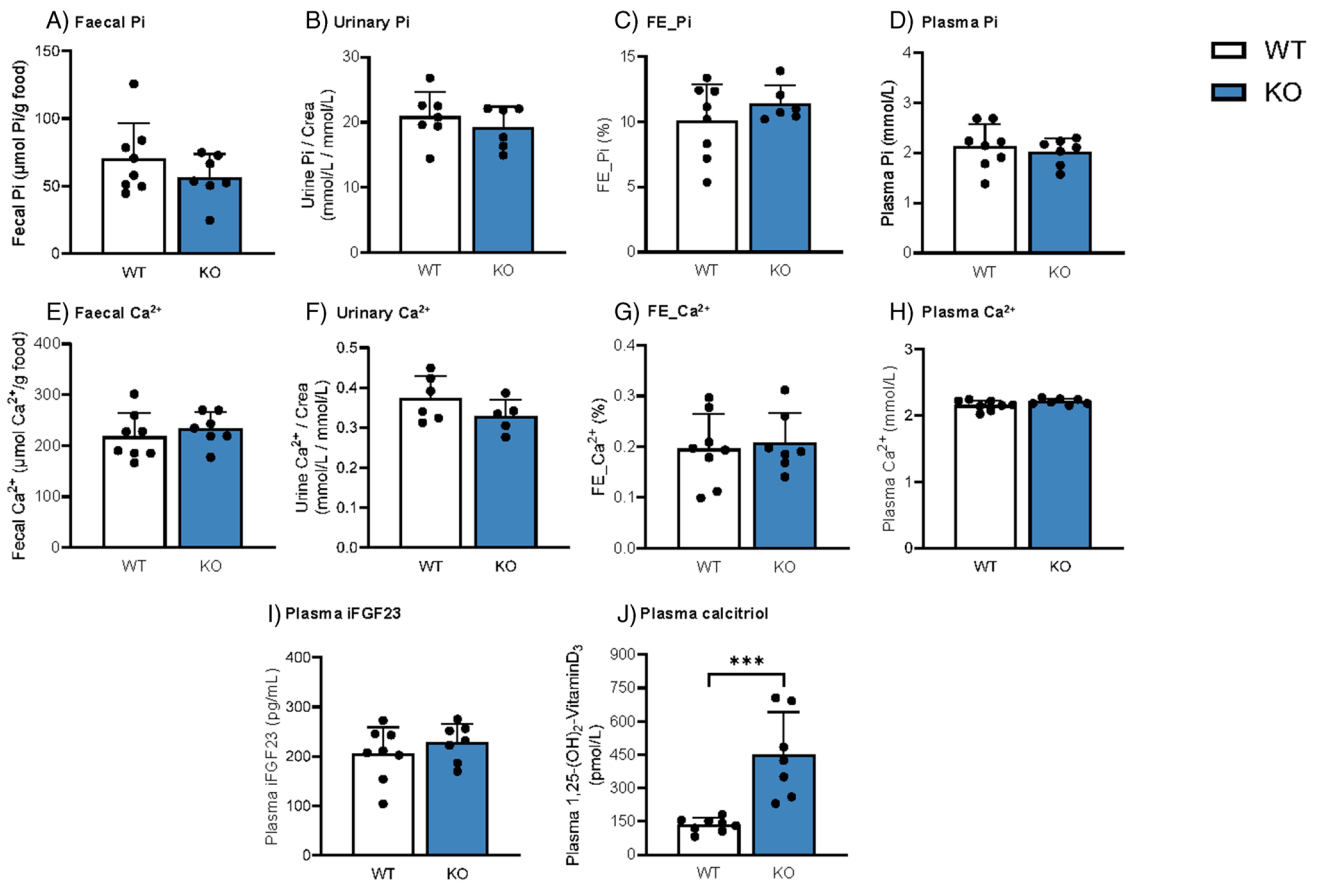 A) Faecal Pi
B) Urinary Pi
C) FE_Pi
D) Plasma Pi
WT
KO
Fecal Pi (µmol Pi/g food)
150
100
50
0
WT KO
Urine Pi / Crea
(mmol/L / mmol/L)
30
20
10
0
WT KO
FE_Pi (%)
15
10
5
0
WT KO
Plasma Pi (mmol/L)
4
3
2
1
0
WT KO
E) Faecal Ca²⁺
F) Urinary Ca²⁺
G) FE_Ca²⁺
H) Plasma Ca²⁺
Fecal Ca²⁺ (µmol Ca²⁺/g food)
400
300
200
100
0
WT KO
Urine Ca²⁺ / Crea
(mmol/L / mmol/L)
0.5
0.4
0.3
0.2
0.1
0.0
WT KO
FE_Ca²⁺ (%)
0.4
0.3
0.2
0.1
0.0
WT KO
Plasma Ca²⁺ (mmol/L)
3
2
1
0
WT KO
I) Plasma iFGF23
J) Plasma calcitriol
Plasma iFGF23 (pg/mL)
400
300
200
100
0
WT KO
Plasma 1,25-(OH)₂-VitaminD₃
(pmol/L)
900
750
600
450
300
150
0
***
WT KO